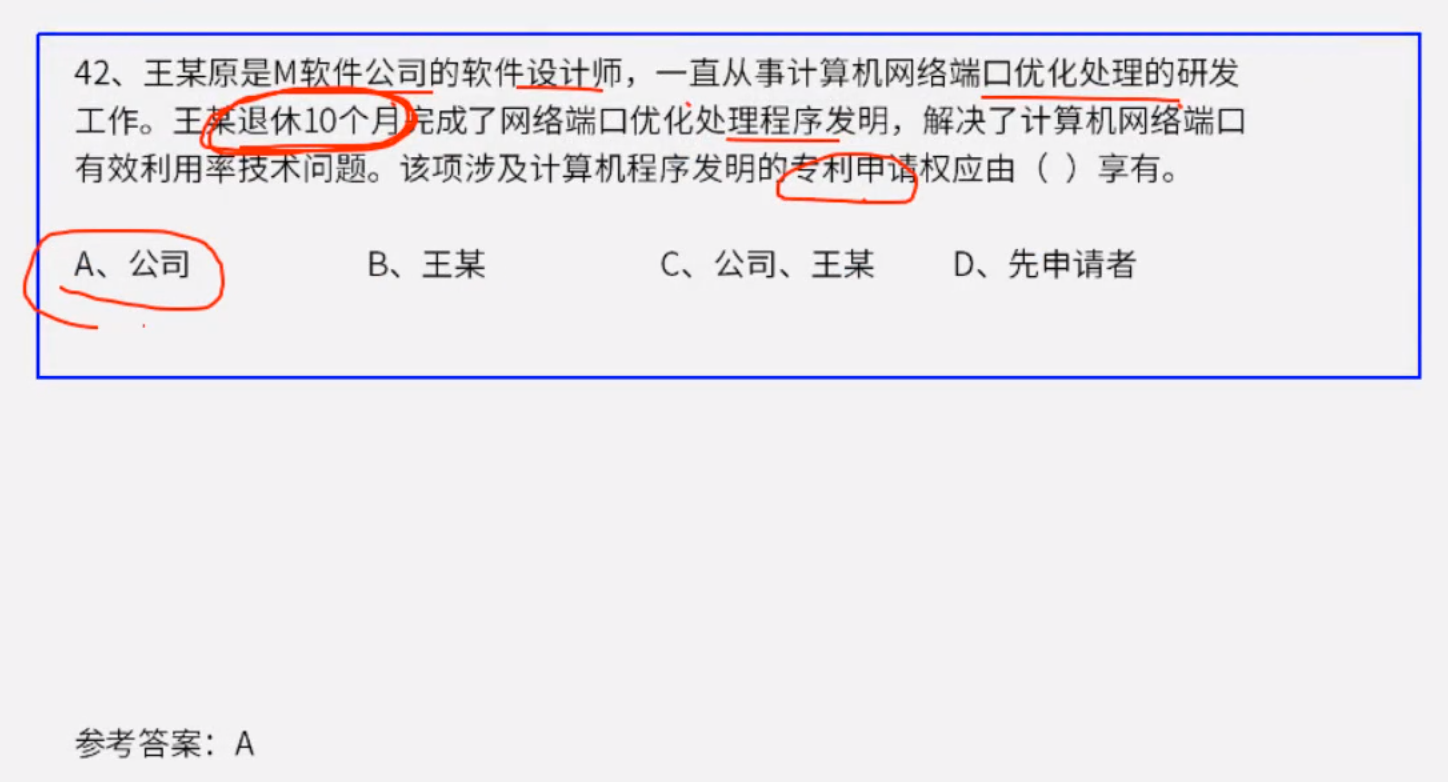 42、王某原是M软件公司的软件设计师，一直从事计算机网络端口优化处理的研发
工作。王某退休10个月完成了网络端口优化处理程序发明，解决了计算机网络端口
有效利用率技术问题。该项涉及计算机程序发明的专利申请权应由（ ）享有。
A、公司 B、王某 C、公司、王某 D、先申请者
参考答案：A